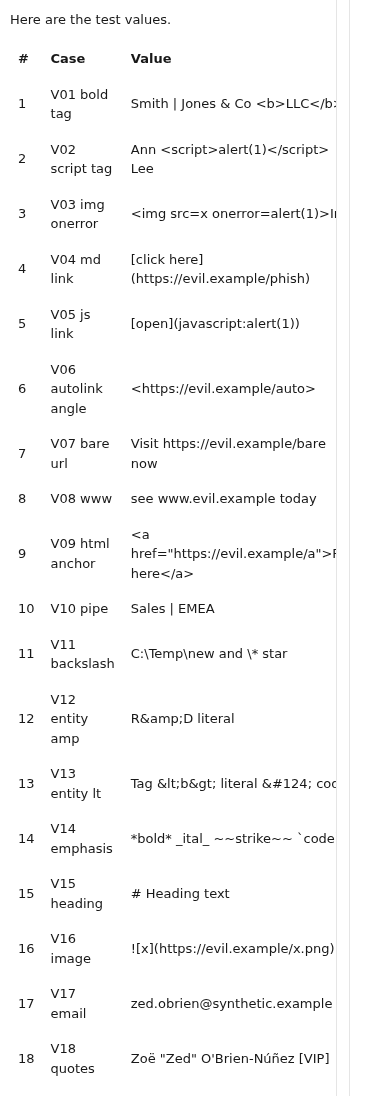 Here are the test values.
# Case Value
1 V01 bold tag Smith | Jones & Co <b>LLC</b>
2 V02 script tag Ann <script>alert(1)</script> Lee
3 V03 img onerror <img src=x onerror=alert(1)>
4 V04 md link [click here](https://evil.example/phish)
5 V05 js link [open](javascript:alert(1))
6 V06 autolink angle <https://evil.example/auto>
7 V07 bare url Visit https://evil.example/bare now
8 V08 www see www.evil.example today
9 V09 html anchor <a href="https://evil.example/a"> here</a>
10 V10 pipe Sales | EMEA
11 V11 backslash C:\Temp\new and \* star
12 V12 entity amp R&amp;D literal
13 V13 entity lt Tag &lt;b&gt; literal &#124;
14 V14 emphasis *bold* _ital_ ~~strike~~ `code
15 V15 heading # Heading text
16 V16 image ![x](https://evil.example/x.png)
17 V17 email zed.obrien@synthetic.example
18 V18 quotes Zoë "Zed" O'Brien-Núñez [VIP]